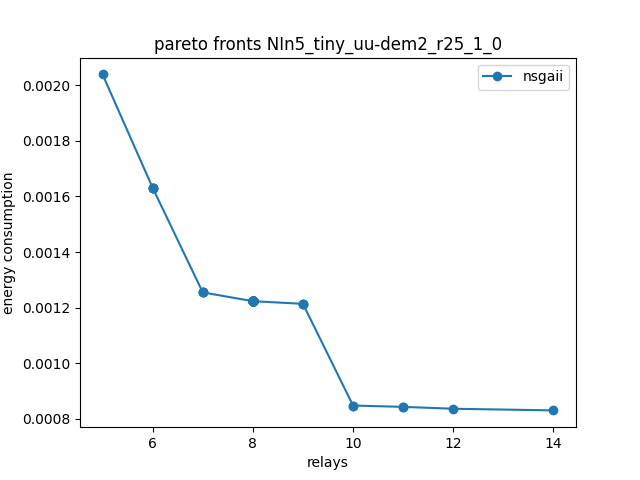 pareto fronts NIn5_tiny_uu-dem2_r25_1_0
nsgaii
energy consumption
0.0020
0.0018
0.0016
0.0014
0.0012
0.0010
0.0008
6 8 10 12 14
relays